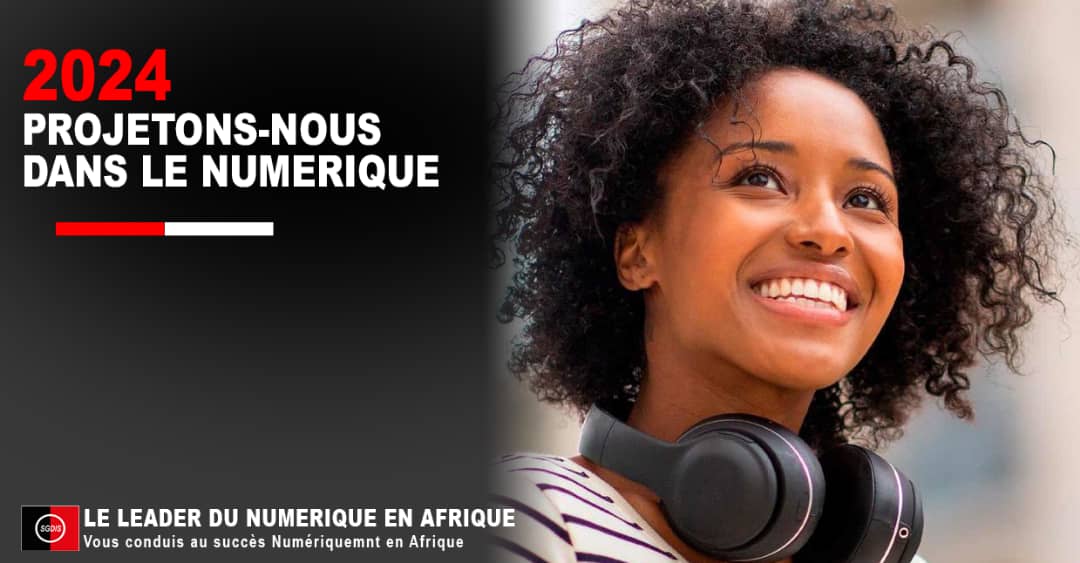 2024
PROJETONS-NOUS
DANS LE NUMERIQUE
SGDIS
LE LEADER DU NUMERIQUE EN AFRIQUE
Vous conduis au succès Numériquemnt en Afrique